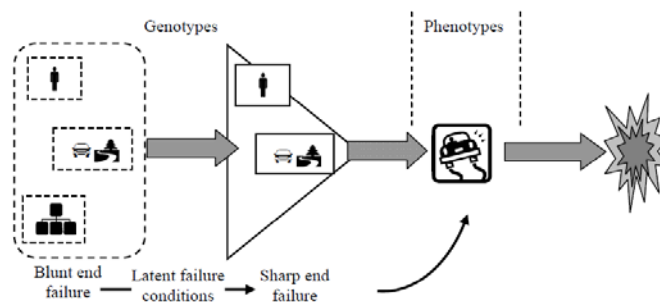 Genotypes
Phenotypes
Blunt end
failure
Latent failure
conditions
Sharp end
failure